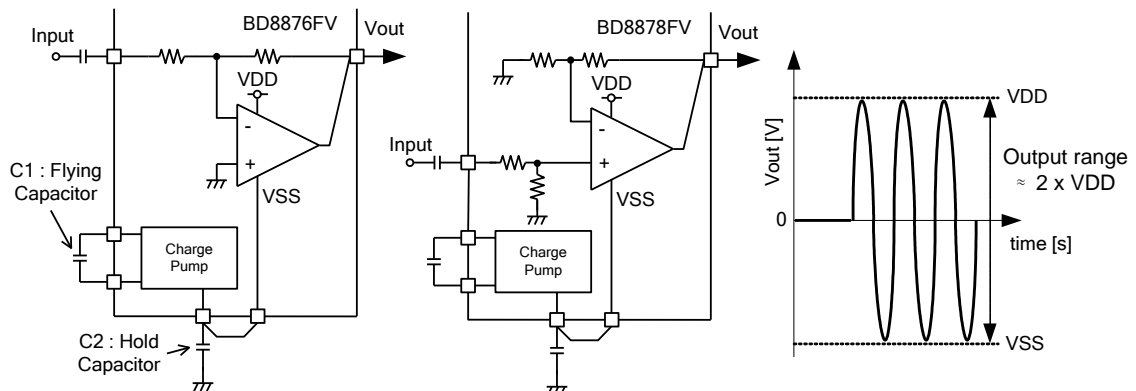 BD8876FV
Input
Vout
VDD
-
+
VSS
C1 : Flying
Capacitor
Charge
Pump
C2 : Hold
Capacitor
BD8878FV
Vout
VDD
-
Input
+
VSS
Charge
Pump
Vout [V]
VDD
Output range
≈ 2 x VDD
0
time [s]
VSS